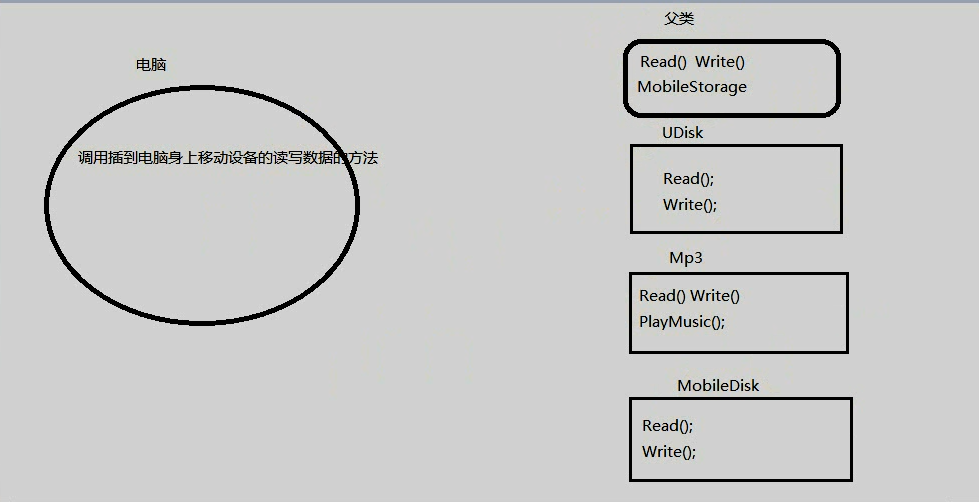 电脑
调用插到电脑身上移动设备的读写数据的方法
父类
Read() Write()
MobileStorage
UDisk
Read();
Write();
Mp3
Read() Write()
PlayMusic();
MobileDisk
Read();
Write();